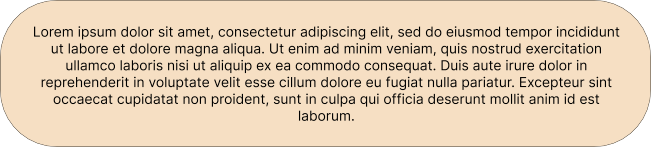 Lorem ipsum dolor sit amet, consectetur adipiscing elit, sed do eiusmod tempor incididunt
ut labore et dolore magna aliqua. Ut enim ad minim veniam, quis nostrud exercitation
ullamco laboris nisi ut aliquip ex ea commodo consequat. Duis aute irure dolor in
reprehenderit in voluptate velit esse cillum dolore eu fugiat nulla pariatur. Excepteur sint
occaecat cupidatat non proident, sunt in culpa qui officia deserunt mollit anim id est
laborum.